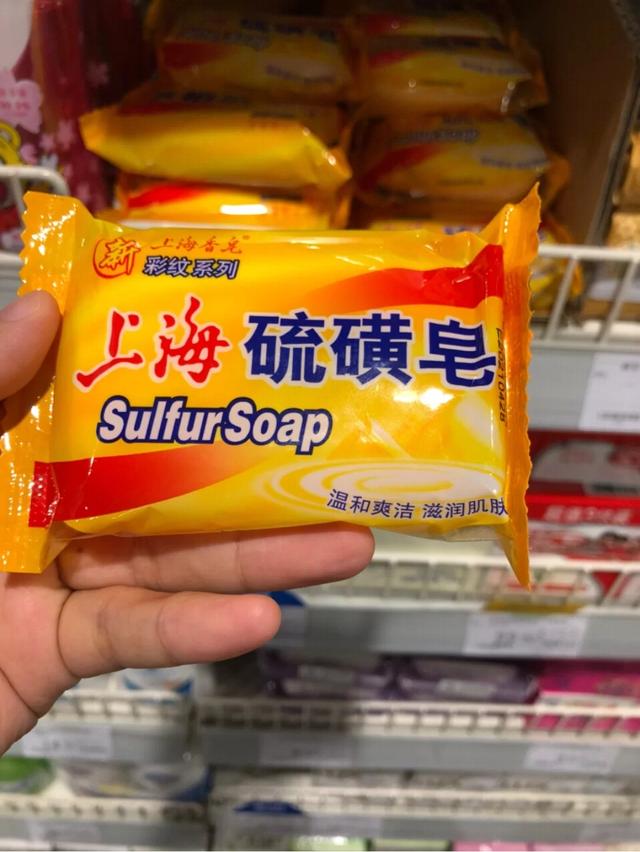 新 上海香皂®
彩纹系列
上海 硫磺皂
Sulfur Soap
温和爽洁 滋润肌肤